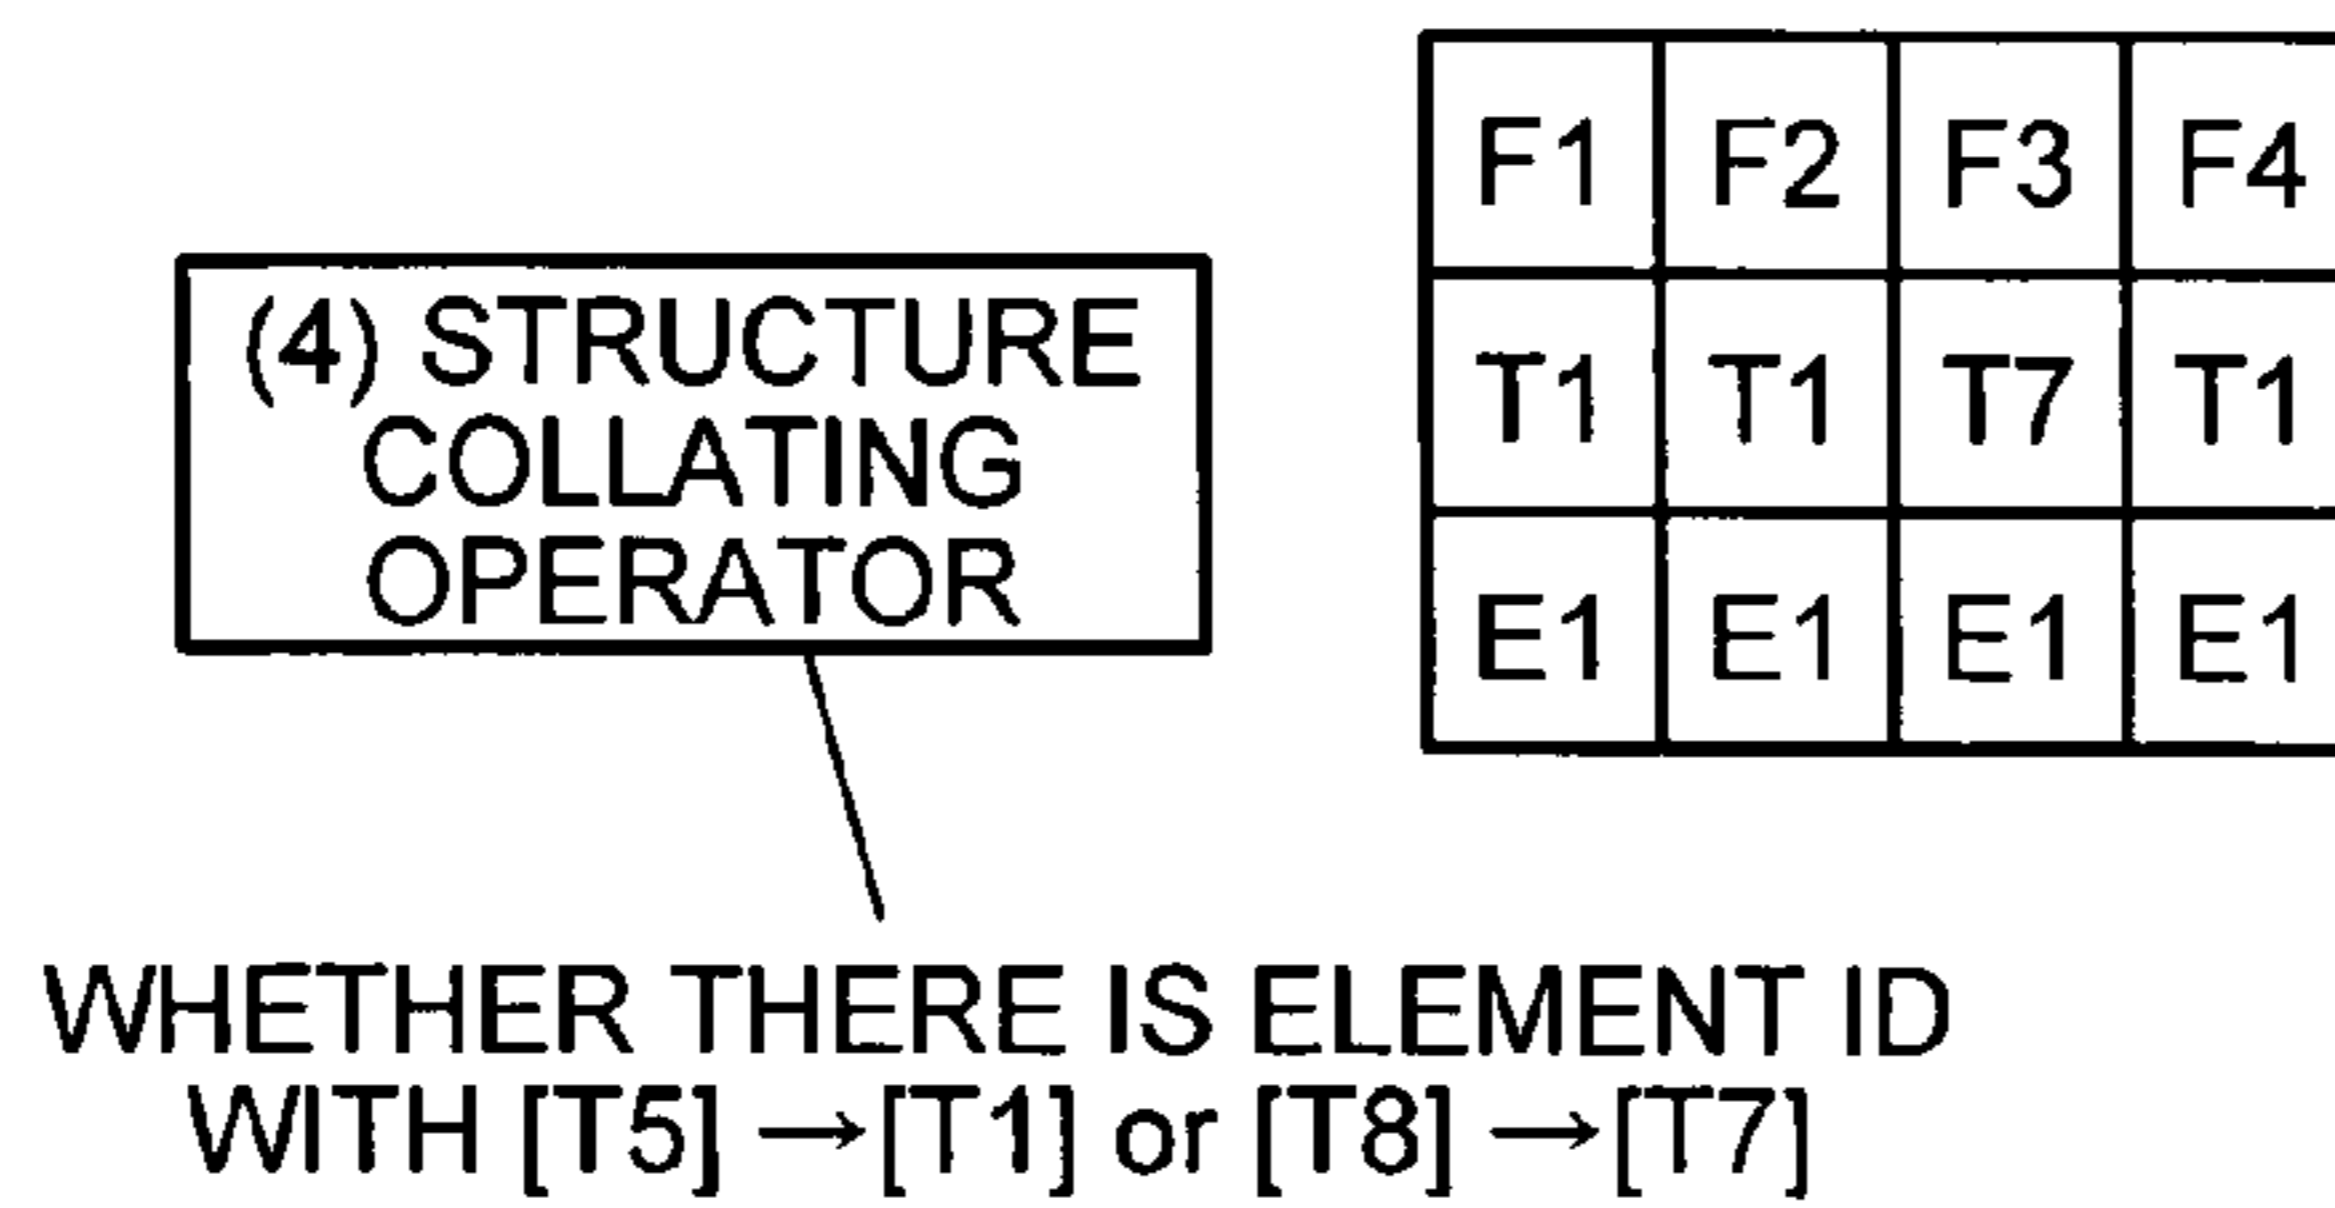 F1 F2 F3 F4
(4) STRUCTURE
COLLATING
OPERATOR
T1 T1 T7 T1
E1 E1 E1 E1
WHETHER THERE IS ELEMENT ID
WITH [T5] →[T1] or [T8] →[T7]